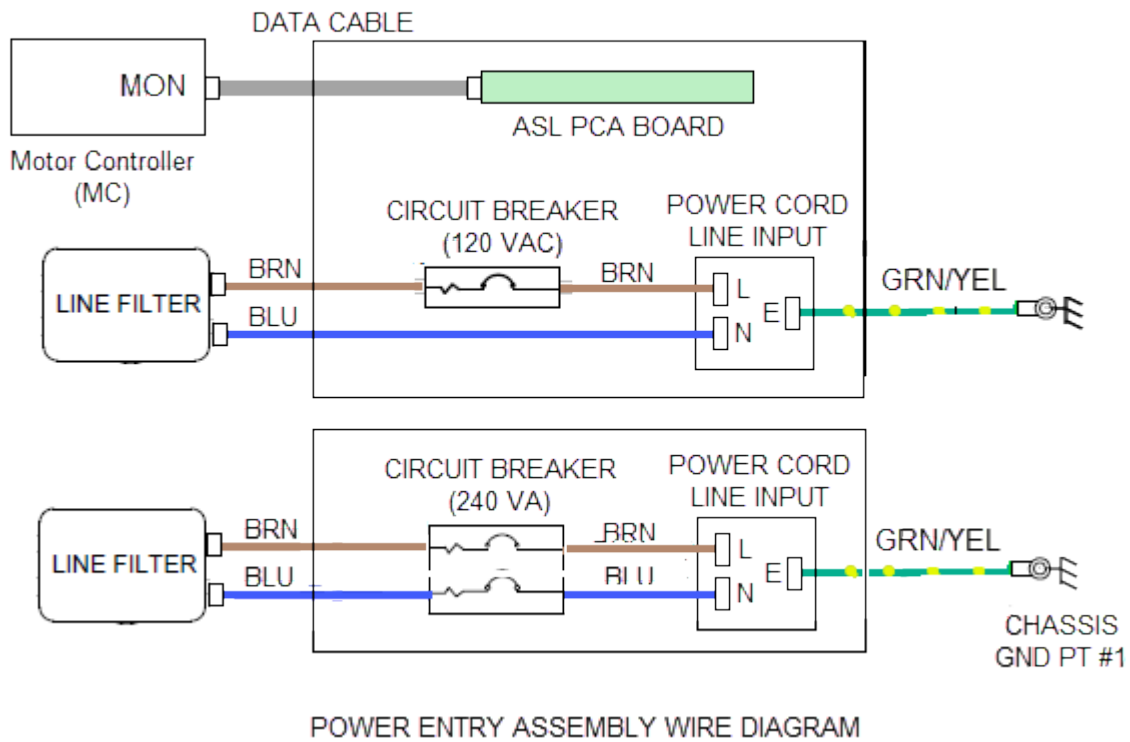 DATA CABLE
MON
ASL PCA BOARD
Motor Controller
(MC)
CIRCUIT BREAKER
(120 VAC)
POWER CORD
LINE INPUT
BRN
BRN
GRN/YEL
LINE FILTER
L
E
BLU
N
CIRCUIT BREAKER
(240 VA)
POWER CORD
LINE INPUT
BRN
BRN
GRN/YEL
LINE FILTER
L
E
BLU
BLU
N
CHASSIS
GND PT #1
POWER ENTRY ASSEMBLY WIRE DIAGRAM